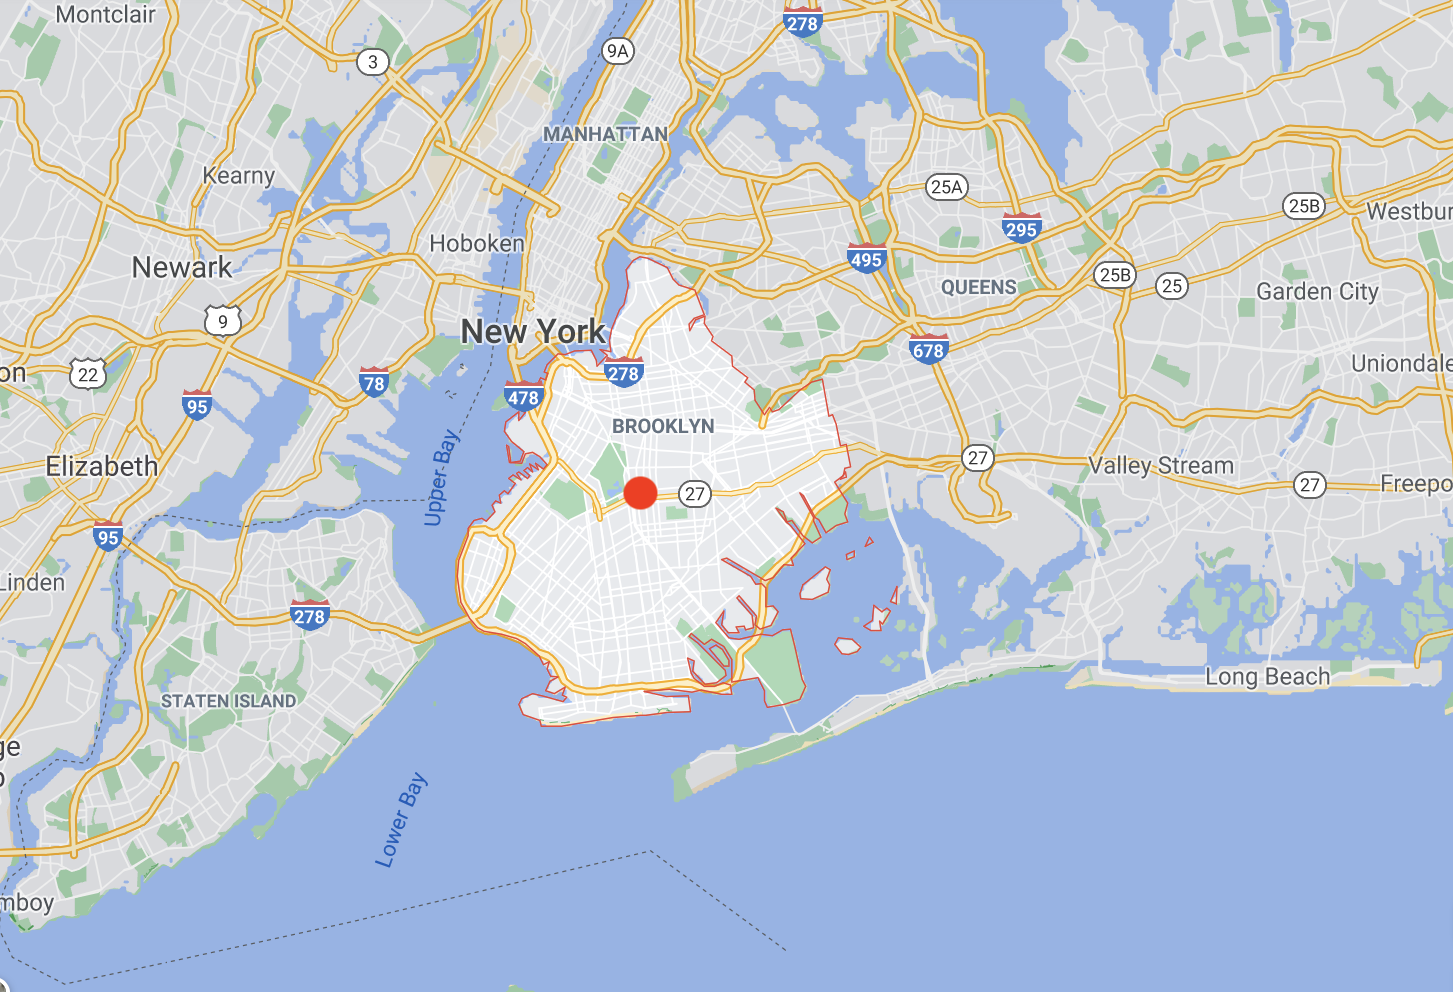 Montclair
278
9A
3
MANHATTAN
Kearny
25A
25B
Westbur
295
Hoboken
495
Newark
25B
QUEENS
25
Garden City
9
New York
678
Uniondale
on
22
278
78
478
95
BROOKLYN
Elizabeth
27
Valley Stream
Upper Bay
27
27
Freepo
95
Linden
278
Long Beach
STATEN ISLAND
ge
Lower Bay
mboy